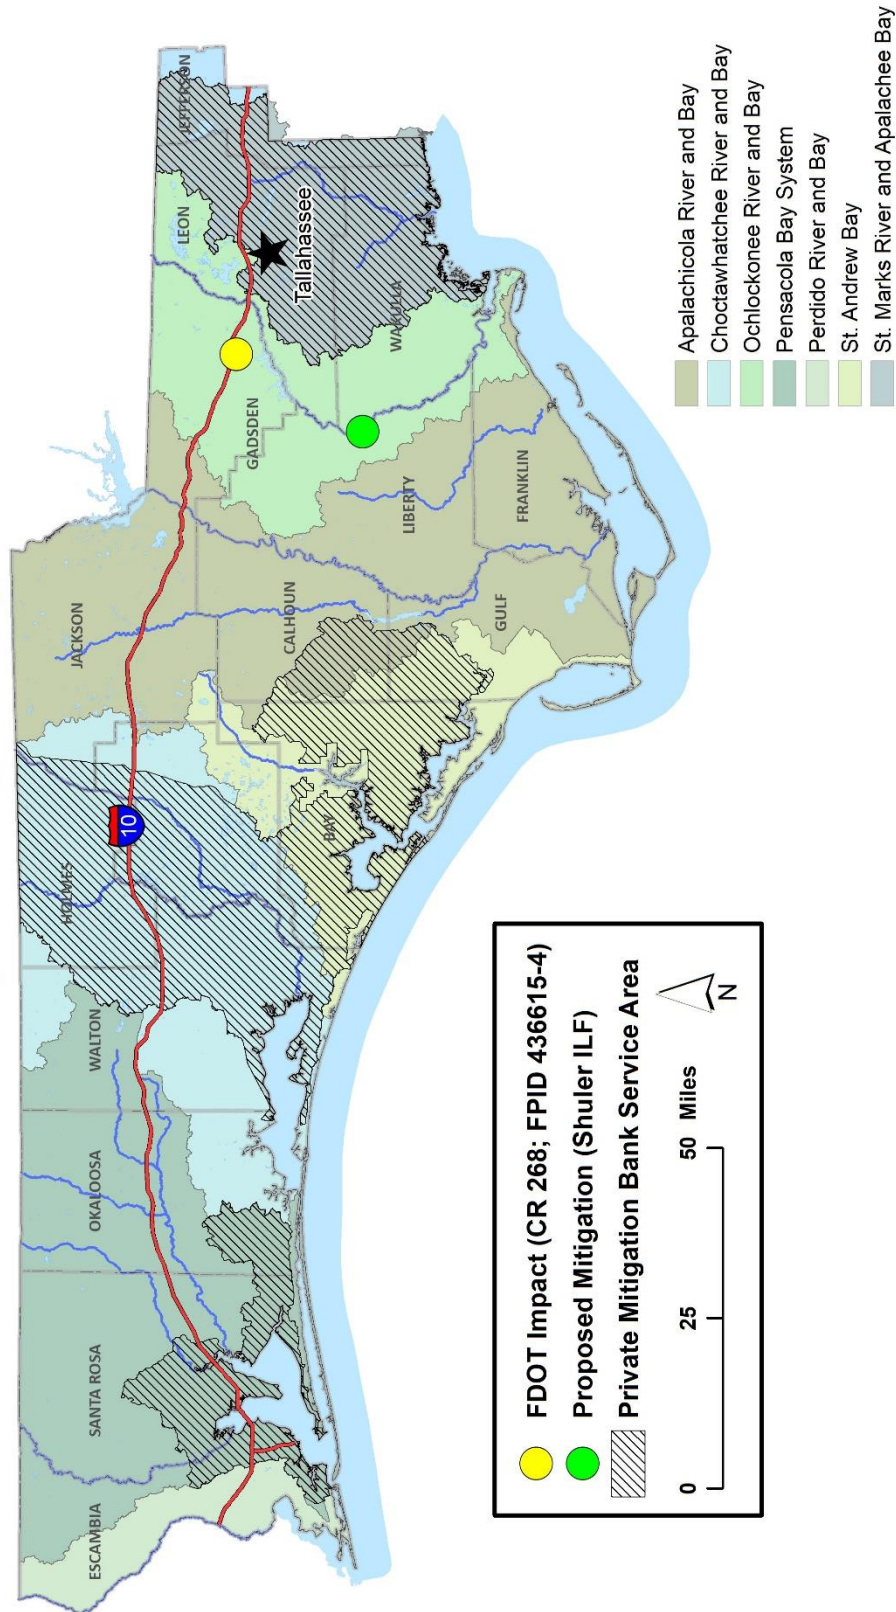 ESCAMBIA
SANTA ROSA
OKALOOSA
WALTON
HOLMES
10
JACKSON
BAY
CALHOUN
GULF
GADSDEN
LIBERTY
FRANKLIN
LEON
JEFFERSON
Tallahassee
WAKULLA
FDOT Impact (CR 268; FPID 436615-4)
Proposed Mitigation (Shuler ILF)
Private Mitigation Bank Service Area
0 25 50 Miles
N
Apalachicola River and Bay
Choctawhatchee River and Bay
Ochlockonee River and Bay
Pensacola Bay System
Perdido River and Bay
St. Andrew Bay
St. Marks River and Apalachee Bay